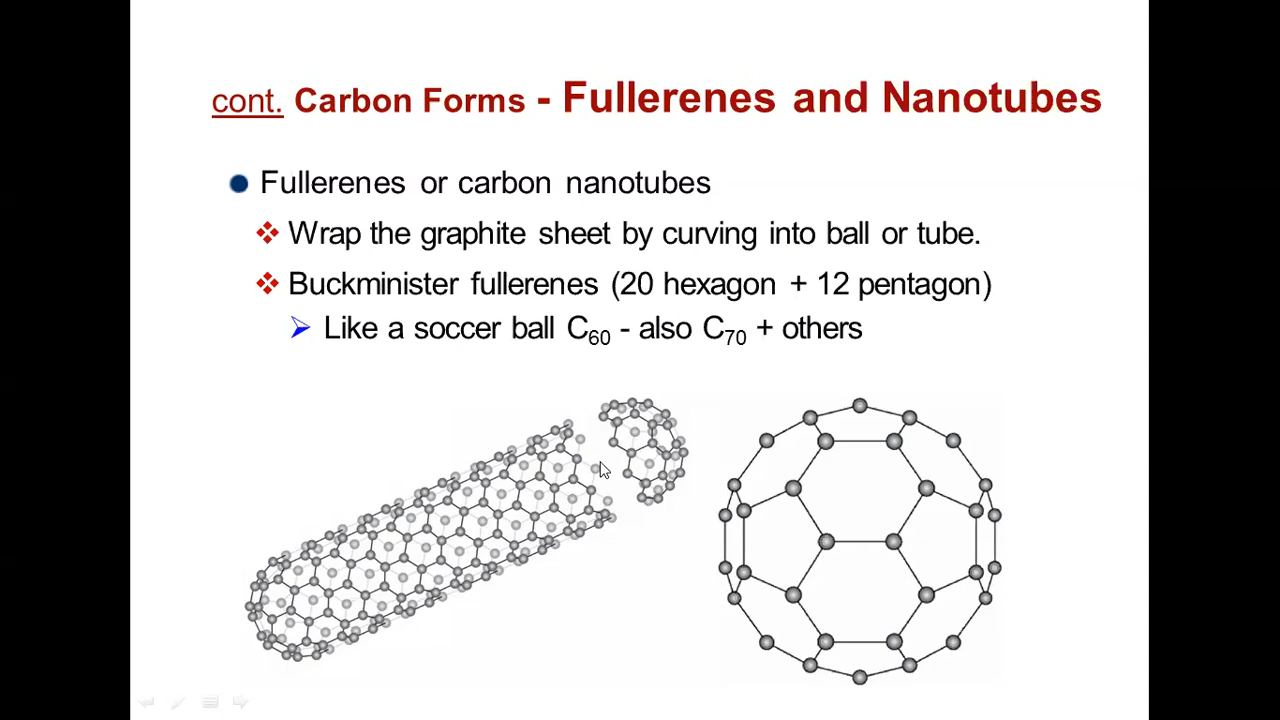 cont. Carbon Forms - Fullerenes and Nanotubes
Fullerenes or carbon nanotubes
Wrap the graphite sheet by curving into ball or tube.
Buckminister fullerenes (20 hexagon + 12 pentagon)
Like a soccer ball C₆₀ - also C₇₀ + others